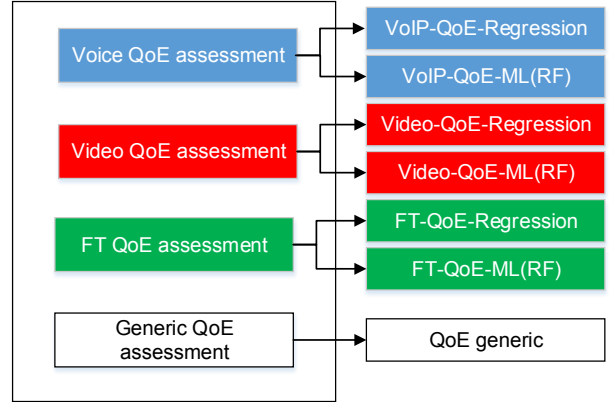 Voice QoE assessment
VoIP-QoE-Regression
VoIP-QoE-ML(RF)
Video QoE assessment
Video-QoE-Regression
Video-QoE-ML(RF)
FT QoE assessment
FT-QoE-Regression
FT-QoE-ML(RF)
Generic QoE
assessment
QoE generic